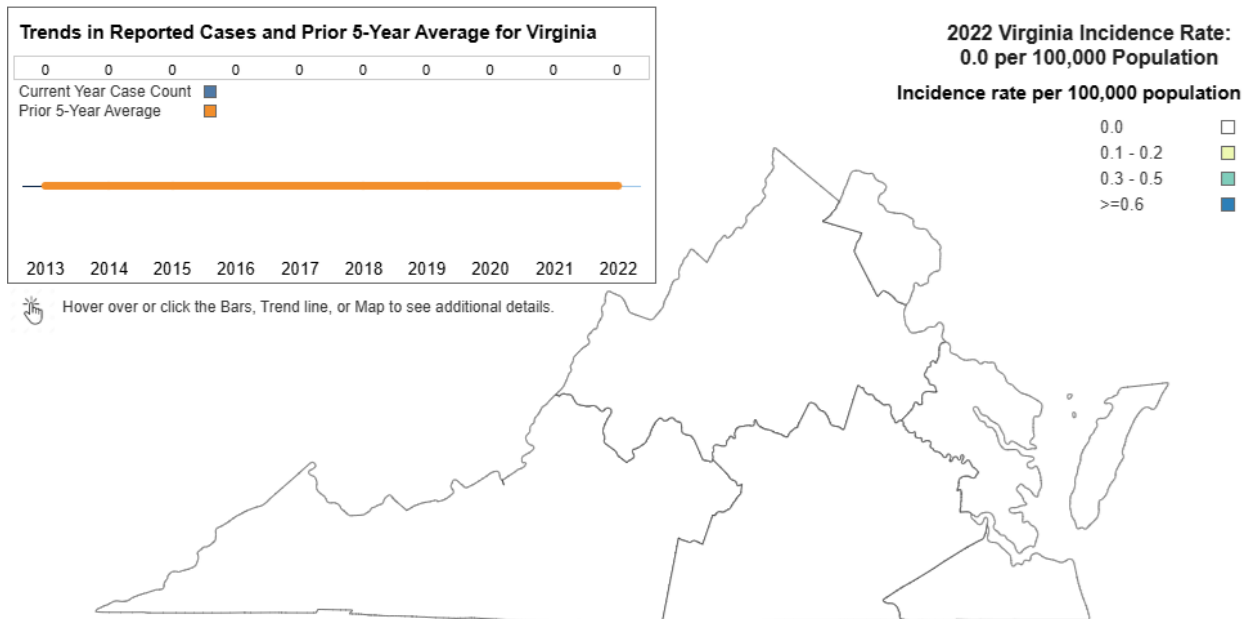 Trends in Reported Cases and Prior 5-Year Average for Virginia
0 0 0 0 0 0 0 0 0 0
Current Year Case Count
Prior 5-Year Average
2013 2014 2015 2016 2017 2018 2019 2020 2021 2022
Hover over or click the Bars, Trend line, or Map to see additional details.
2022 Virginia Incidence Rate:
0.0 per 100,000 Population
Incidence rate per 100,000 population
0.0
0.1 - 0.2
0.3 - 0.5
>=0.6